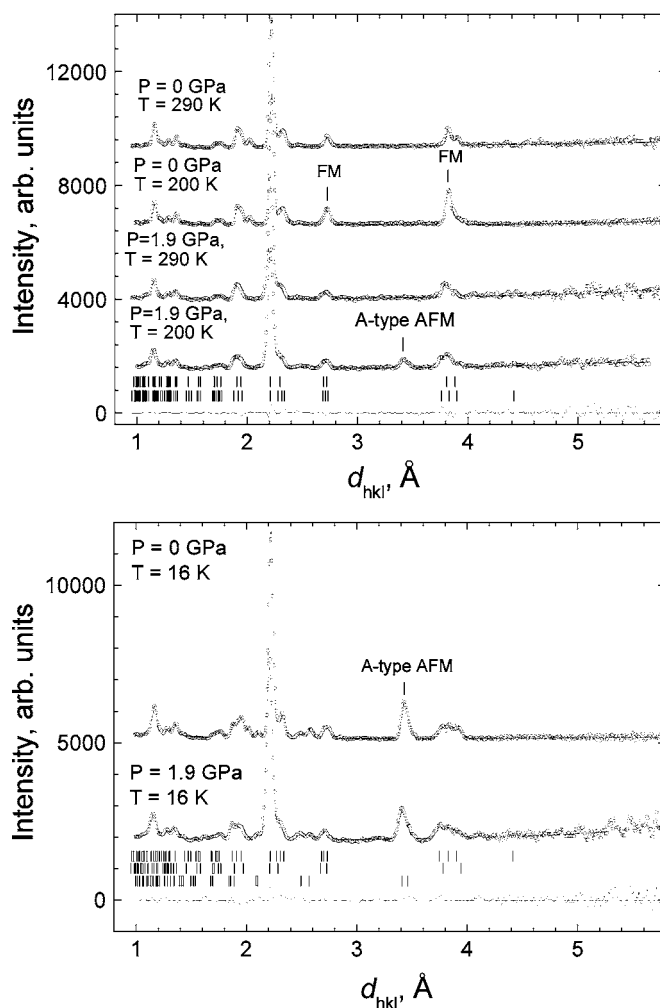 12000
P = 0 GPa
T = 290 K
P = 0 GPa
T = 200 K
FM
FM
8000
P=1.9 GPa,
T = 290 K
4000
P=1.9 GPa,
T = 200 K
A-type AFM
0
Intensity, arb. units
1 2 3 4 5
d_hkl, Å
P = 0 GPa
T = 16 K
10000
A-type AFM
5000
P = 1.9 GPa
T = 16 K
0
Intensity, arb. units
1 2 3 4 5
d_hkl, Å